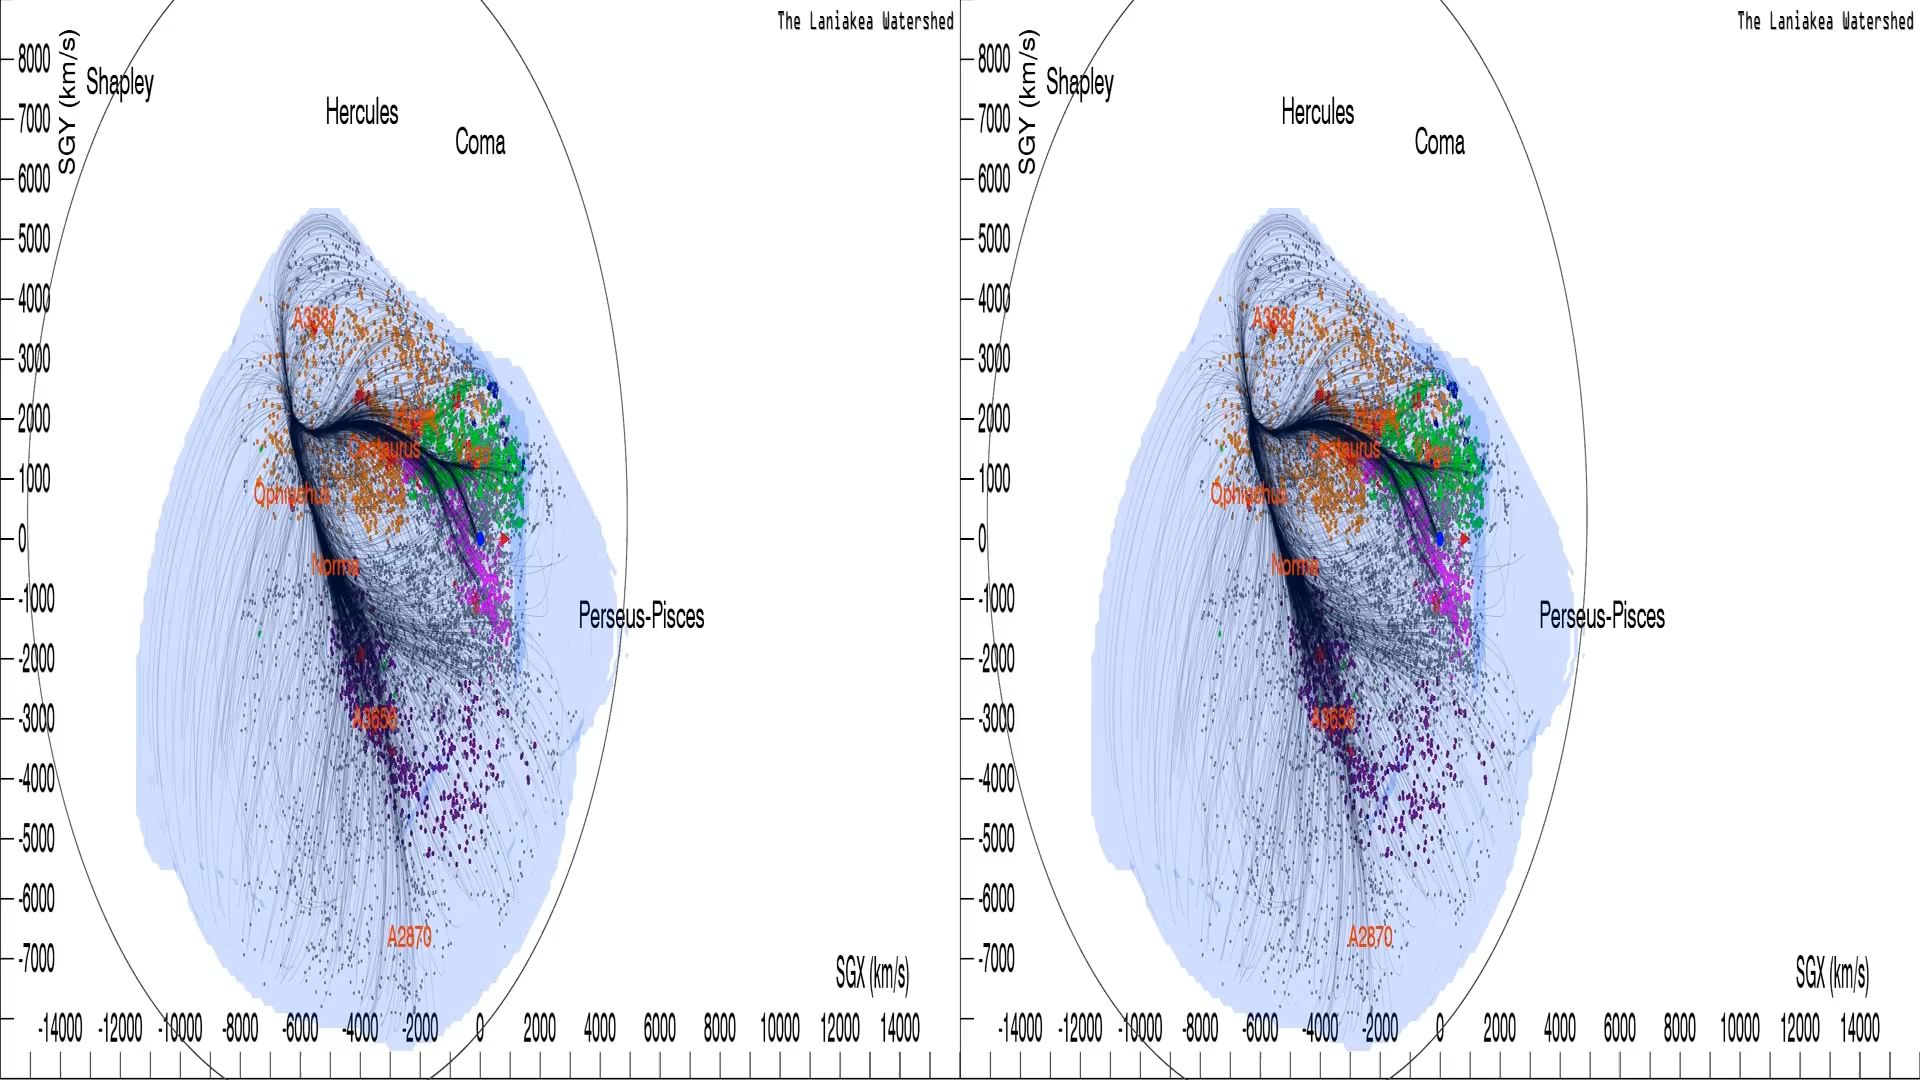 The Laniakea Watershed
8000
SGY (km/s)
Shapley
Hercules
7000
Coma
6000
5000
4000
A3581
3000
2000
Centaurus
Virgo
1000
Ophiuchus
0
Norma
-1000
Perseus-Pisces
-2000
-3000
A3656
-4000
-5000
-6000
A2870
-7000
SGX (km/s)
-14000 -12000 -10000 -8000 -6000 -4000 -2000 0 2000 4000 6000 8000 10000 12000 14000
The Laniakea Watershed
8000
SGY (km/s)
Shapley
Hercules
7000
Coma
6000
5000
4000
A3581
3000
2000
Centaurus
Virgo
1000
Ophiuchus
0
Norma
-1000
Perseus-Pisces
-2000
-3000
A3656
-4000
-5000
-6000
A2870
-7000
SGX (km/s)
-14000 -12000 -10000 -8000 -6000 -4000 -2000 0 2000 4000 6000 8000 10000 12000 14000